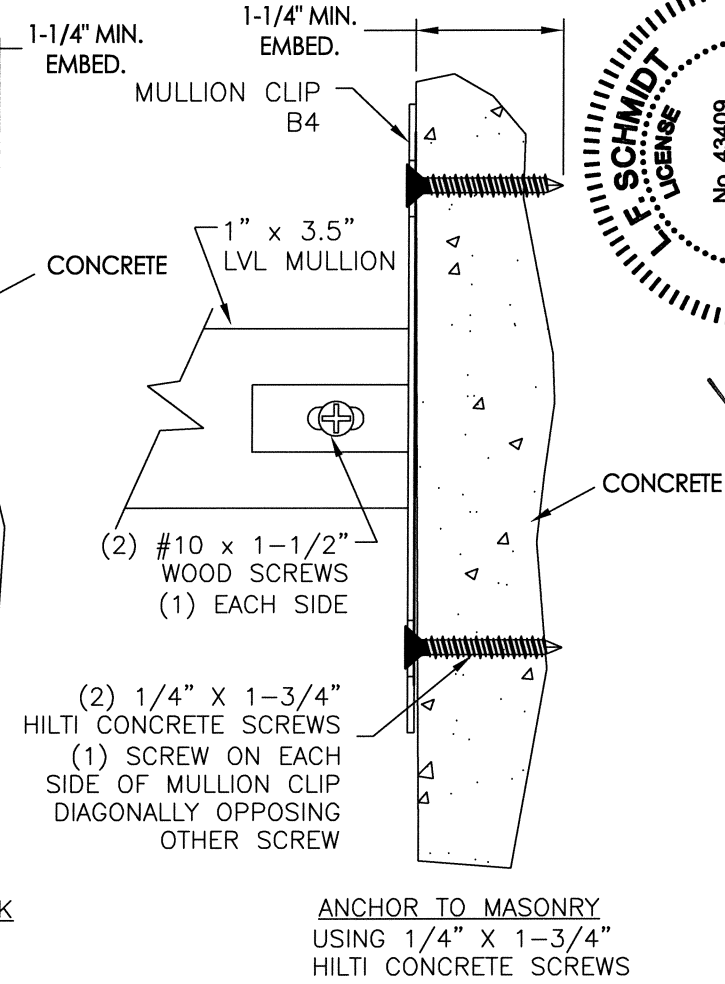 1-1/4" MIN.
EMBED.
1-1/4" MIN.
EMBED.
MULLION CLIP
B4
L. F. SCHMIDT
LICENSE
No. 43409
1" x 3.5"
LVL MULLION
CONCRETE
CONCRETE
(2) #10 x 1-1/2"
WOOD SCREWS
(1) EACH SIDE
(2) 1/4" X 1-3/4"
HILTI CONCRETE SCREWS
(1) SCREW ON EACH
SIDE OF MULLION CLIP
DIAGONALLY OPPOSING
OTHER SCREW
K
ANCHOR TO MASONRY
USING 1/4" X 1-3/4"
HILTI CONCRETE SCREWS